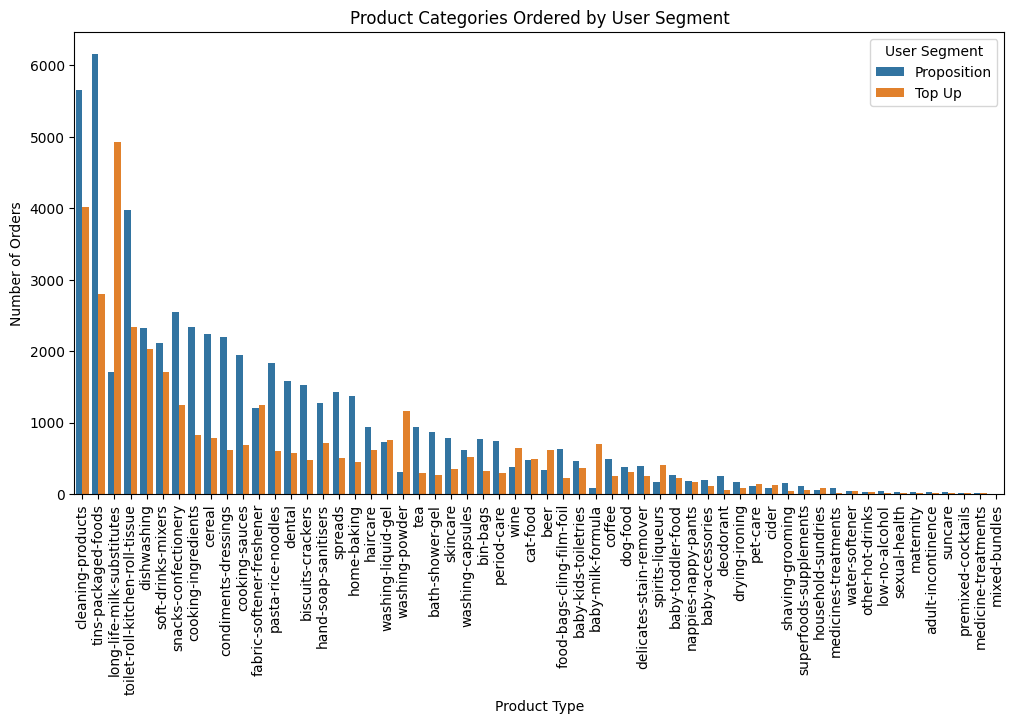 Product Categories Ordered by User Segment
User Segment
Proposition
Top Up
Number of Orders
6000
5000
4000
3000
2000
1000
0
cleaning-products
tins-packaged-foods
long-life-milk-substitutes
toilet-roll-kitchen-roll-tissue
dishwashing
soft-drinks-mixers
snacks-confectionery
cooking-ingredients
cereal
condiments-dressings
cooking-sauces
fabric-softener-freshener
pasta-rice-noodles
dental
biscuits-crackers
hand-soap-sanitisers
spreads
home-baking
haircare
washing-liquid-gel
washing-powder
tea
bath-shower-gel
skincare
washing-capsules
bin-bags
period-care
wine
cat-food
beer
food-bags-cling-film-foil
baby-kids-toiletries
baby-milk-formula
coffee
dog-food
delicates-stain-remover
spirits-liqueurs
baby-toddler-food
nappies-nappy-pants
baby-accessories
deodorant
drying-ironing
pet-care
cider
shaving-grooming
superfoods-supplements
household-sundries
medicines-treatments
water-softener
other-hot-drinks
low-no-alcohol
sexual-health
maternity
adult-incontinence
suncare
premixed-cocktails
medicine-treatments
mixed-bundles
Product Type